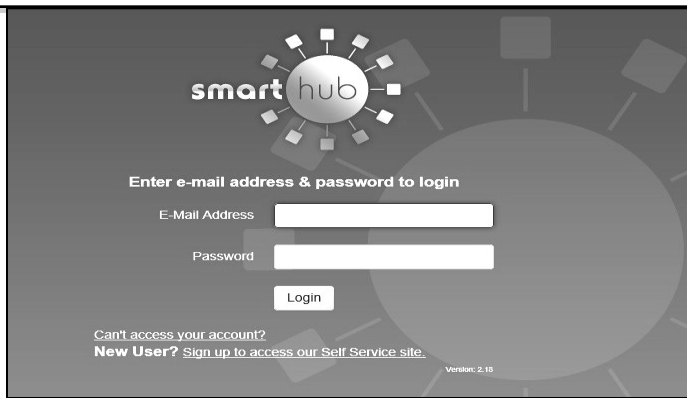 smart hub
Enter e-mail address & password to login
E-Mail Address
Password
Login
Can't access your account?
New User? Sign up to access our Self Service site.
Version: 2.18